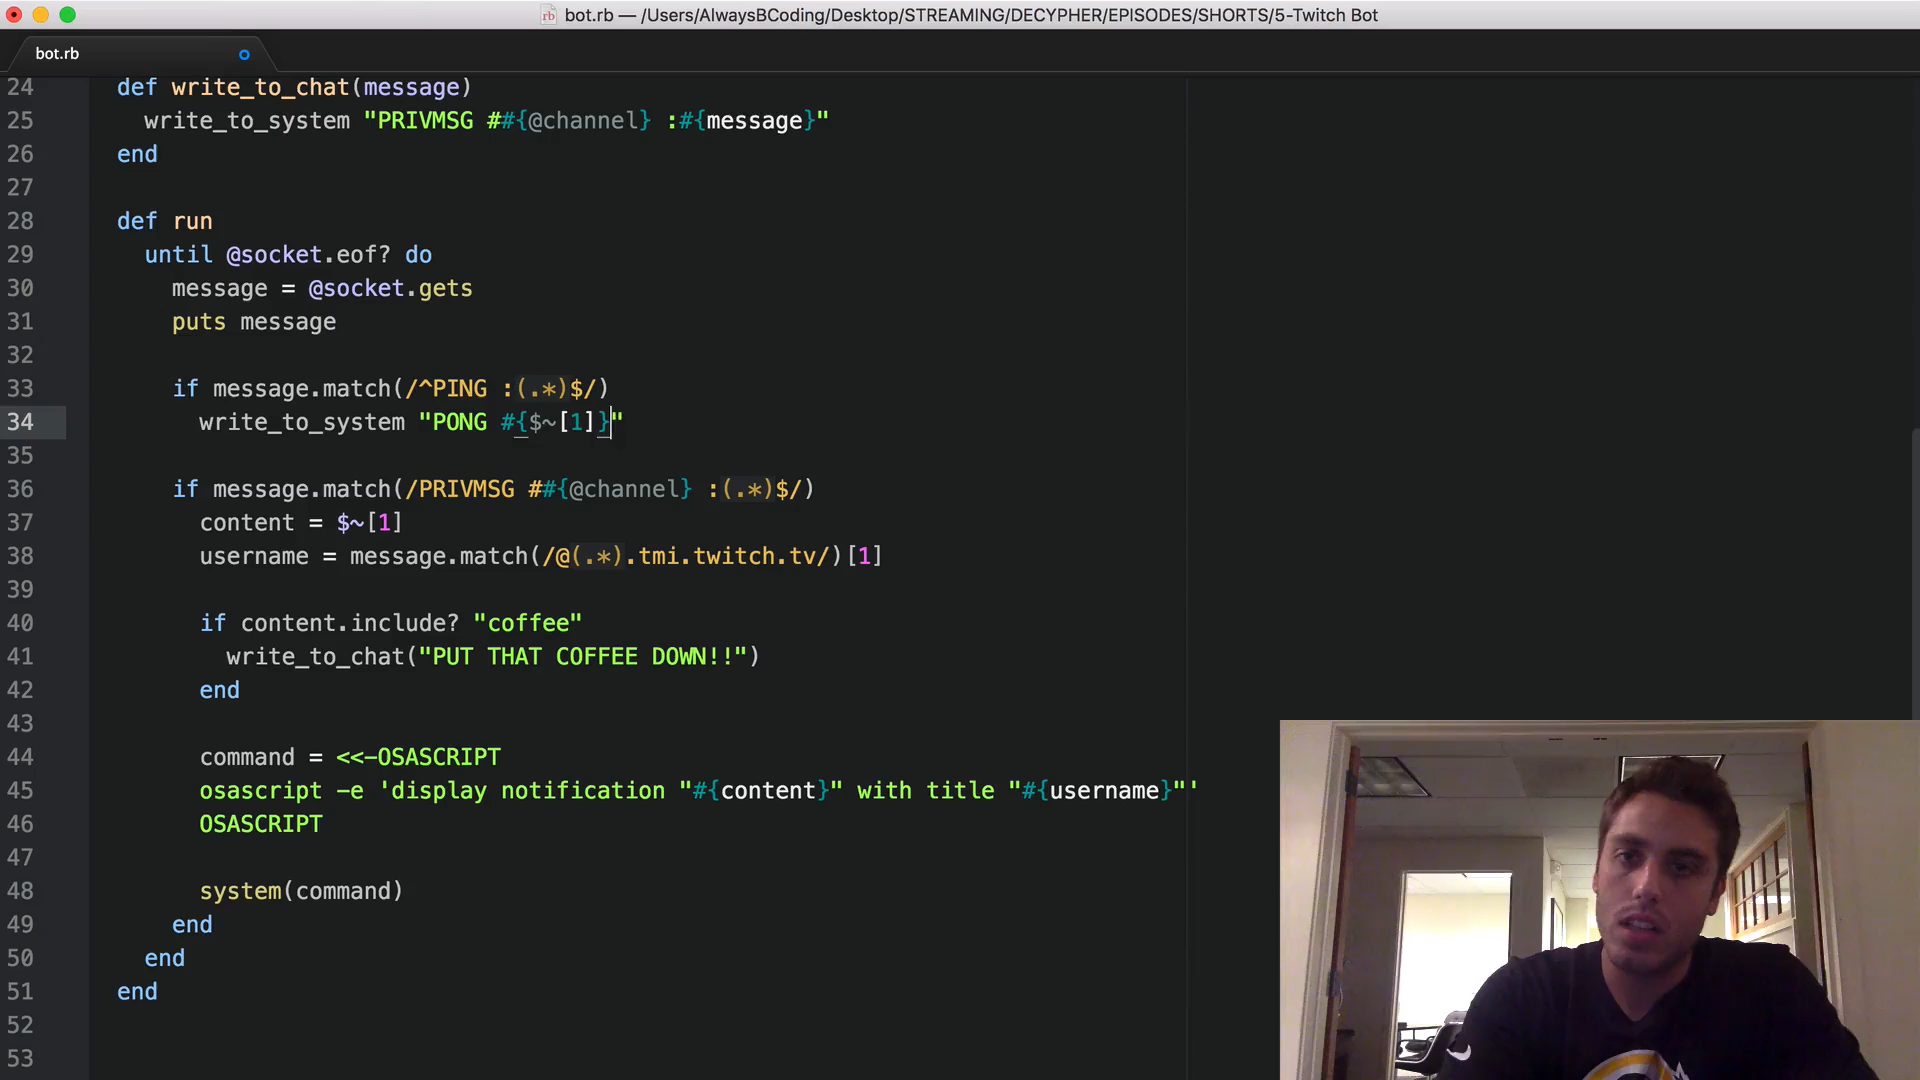 bot.rb — /Users/AlwaysBCoding/Desktop/STREAMING/DECYPHER/EPISODES/SHORTS/5-Twitch Bot
bot.rb
24 def write_to_chat(message)
25 write_to_system "PRIVMSG ##{@channel} :#{message}"
26 end
27
28 def run
29 until @socket.eof? do
30 message = @socket.gets
31 puts message
32
33 if message.match(/^PING :(.*)$/)
34 write_to_system "PONG #{$~[1]}"
35
36 if message.match(/PRIVMSG ##{@channel} :(.*)$/)
37 content = $~[1]
38 username = message.match(/@(.*).tmi.twitch.tv/)[1]
39
40 if content.include? "coffee"
41 write_to_chat("PUT THAT COFFEE DOWN!!")
42 end
43
44 command = <<-OSASCRIPT
45 osascript -e 'display notification "#{content}" with title "#{username}"'
46 OSASCRIPT
47
48 system(command)
49 end
50 end
51 end
52
53